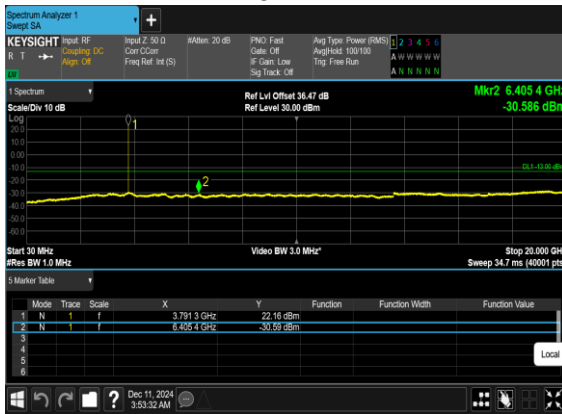 Spectrum Analyzer 1
Swept SA
KEYSIGHT Input: RF Input Z: 50 Ω #Atten: 20 dB PNO: Fast Avg Type: Power (RMS) 1 2 3 4 5 6
R T Coupling: DC Corr CCorr Gate: Off Avg|Hold: 100/100 A W W W W W
Align: Off Freq Ref: Int (S) IF Gain: Low Trig: Free Run
Sig Track: Off A N N N N N
LXI
1 Spectrum Ref Lvl Offset 36.47 dB Mkr2 6.405 4 GHz
Scale/Div 10 dB Ref Level 30.00 dBm -30.586 dBm
Log
20.0
10.0
0.00
-10.0
-20.0
-30.0
-40.0
-50.0
-60.0
1
2
DL1 -13.00 dB
Start 30 MHz Video BW 3.0 MHz* Stop 20.000 GH
#Res BW 1.0 MHz Sweep 34.7 ms (40001 pts
5 Marker Table
Mode Trace Scale X Y Function Function Width Function Value
1 N 1 f 3.791 3 GHz 22.16 dBm
2 N 1 f 6.405 4 GHz -30.59 dBm
3
4
5
6
Local
? Dec 11, 2024
3:53:32 AM